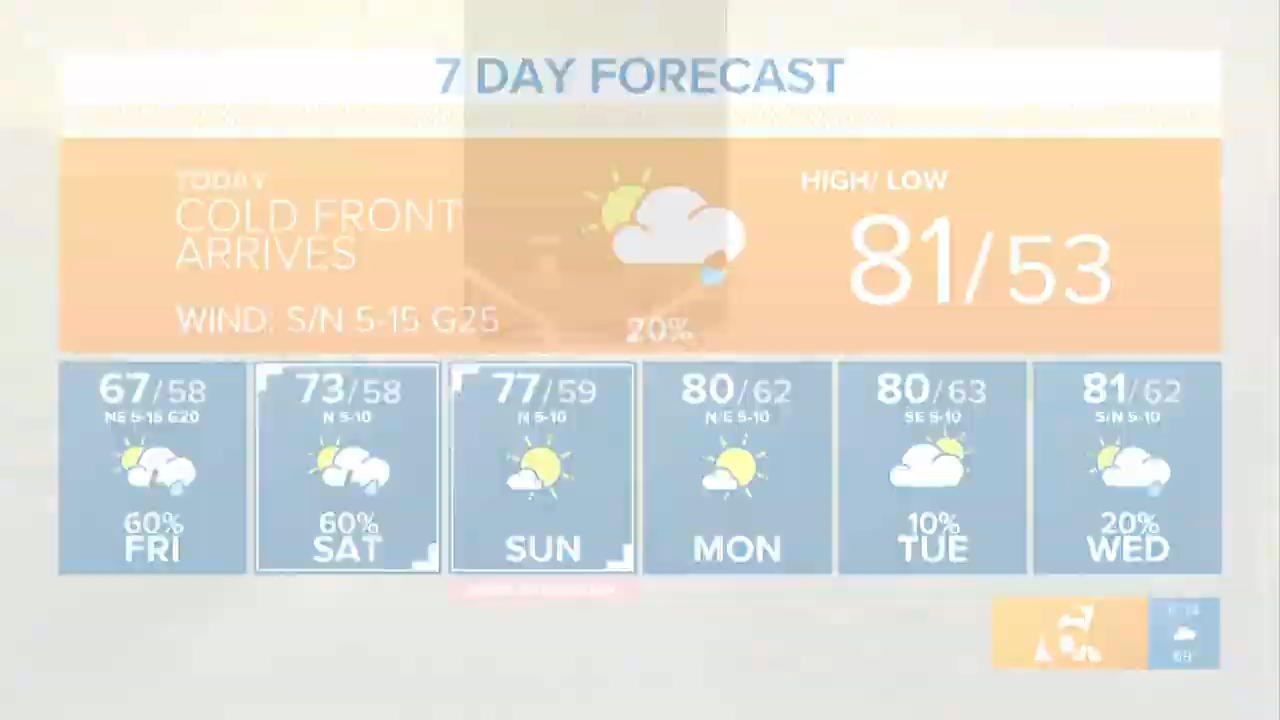 7 DAY FORECAST
TODAY
COLD FRONT
ARRIVES
WIND: S/N 5-15 G25
20%
HIGH/ LOW
81/53
67/58
NE 5-15 G20
60%
FRI
73/58
N 5-10
60%
SAT
77/59
N 5-10
SUN
80/62
N/E 5-10
MON
80/63
SE 5-10
10%
TUE
81/62
S/N 5-10
20%
WED
69°